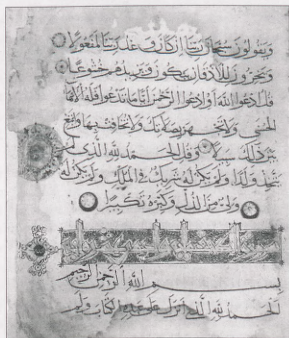 ويقولون سبحان ربنا إن كان وعد ربنا لمفعولا
ويخرون للأذقان يبكون ويزيدهم خشوعا
قل ادعوا الله أو ادعوا الرحمن أيا ما تدعوا فله الأسما
الحسنى ولا تجهر بصلاتك ولا تخافت بها وابتغ
بين ذلك سبيلا وقل الحمد لله الذي لم
يتخذ ولدا ولم يكن له شريك في الملك ولم يكن له
ولي من الذل وكبره تكبيرا
بسم الله الرحمن الرحيم
الحمد لله الذي أنزل على عبده الكتاب ولم